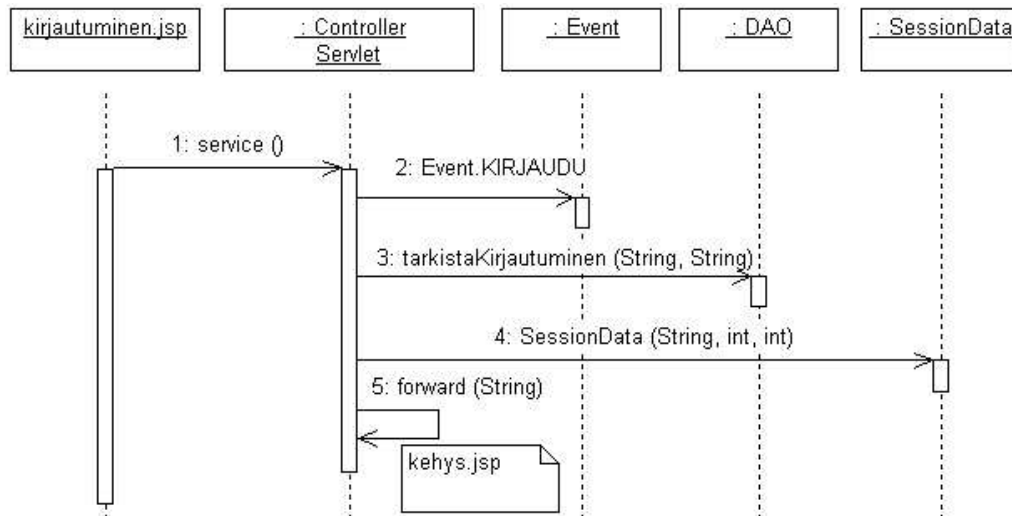 kirjautuminen.jsp
: Controller
Servlet
: Event
: DAO
: SessionData
1: service ()
2: Event.KIRJAUDU
3: tarkistaKirjautuminen (String, String)
4: SessionData (String, int, int)
5: forward (String)
kehys.jsp